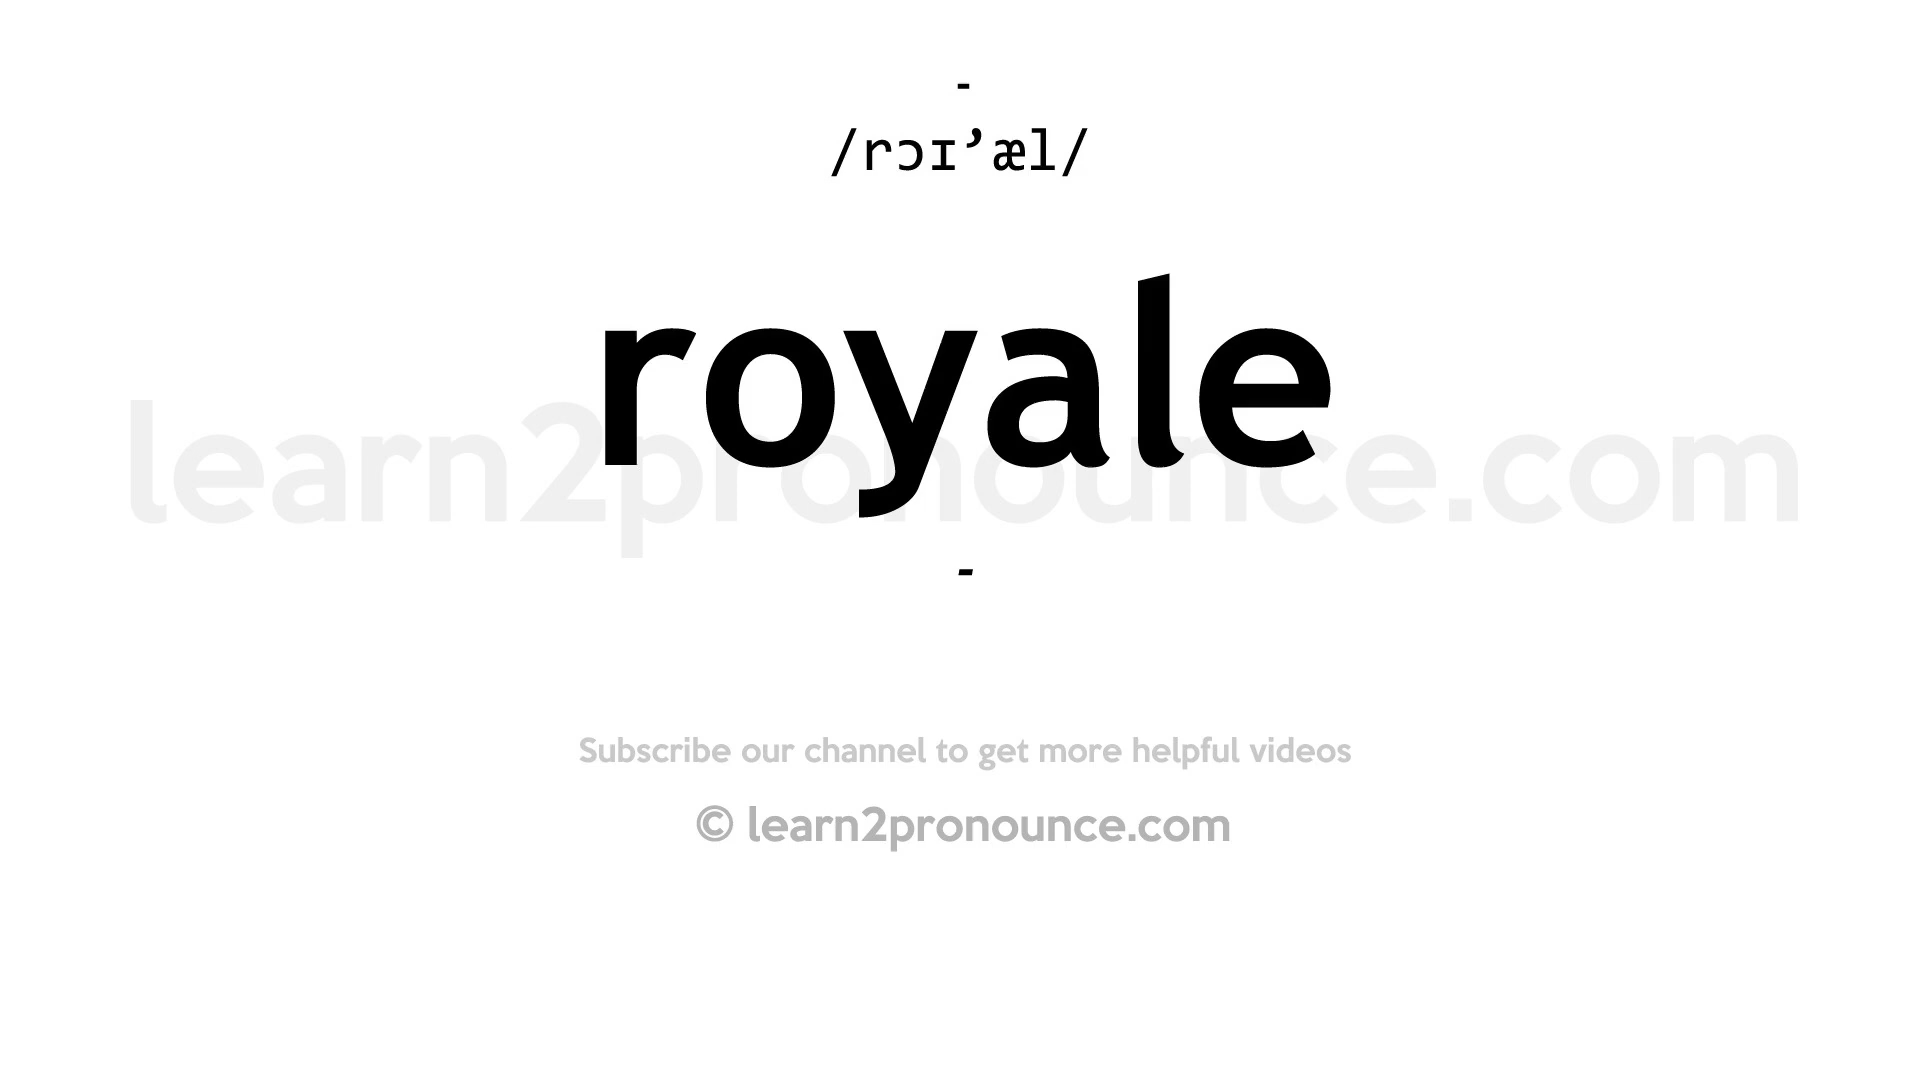 -
/rɔɪ’æl/
royale
learn2pronounce.com
-
Subscribe our channel to get more helpful videos
© learn2pronounce.com